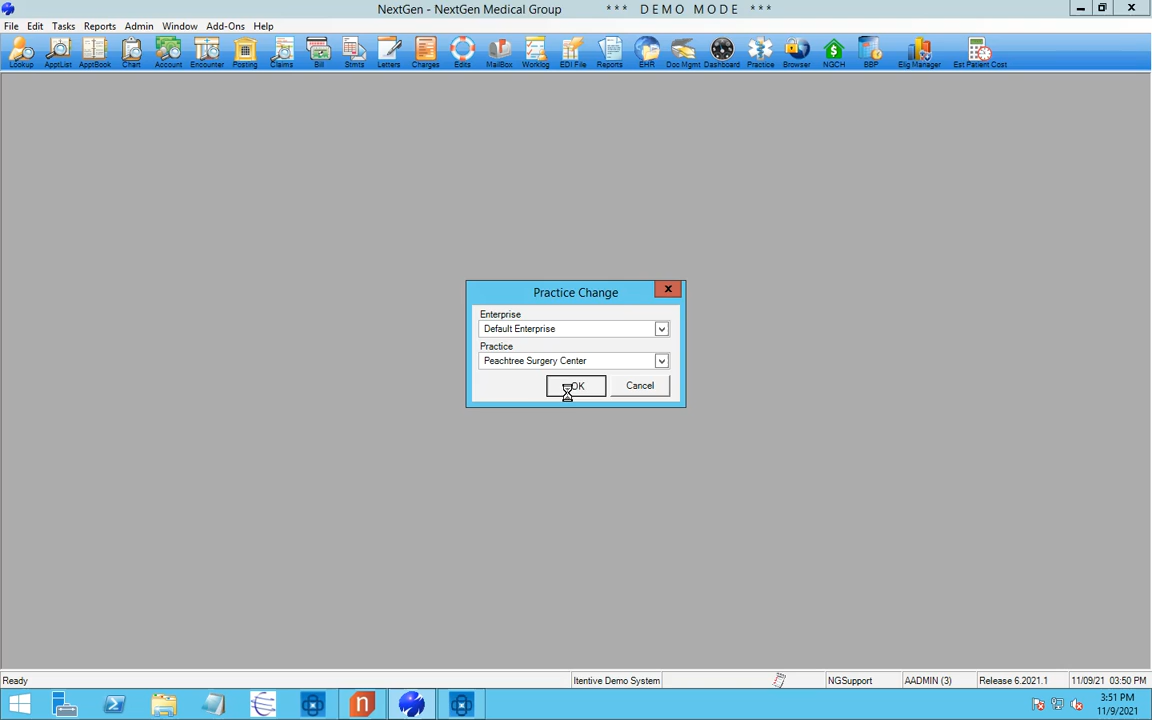 NextGen - NextGen Medical Group *** DEMO MODE ***
File Edit Tasks Reports Admin Window Add-Ons Help
Lookup ApptList ApptBook Chart Account Encounter Posting Claims Bill Stmts Letters Charges Edits MailBox Worklog EDI File Reports EHR Doc Mgmt Dashboard Practice Browser NGCH BBP Elig Manager Est Patient Cost
Practice Change
Enterprise
Default Enterprise
Practice
Peachtree Surgery Center
OK Cancel
Ready Itentive Demo System NGSupport AADMIN (3) Release 6.2021.1 11/09/21 03:50 PM
3:51 PM
11/9/2021